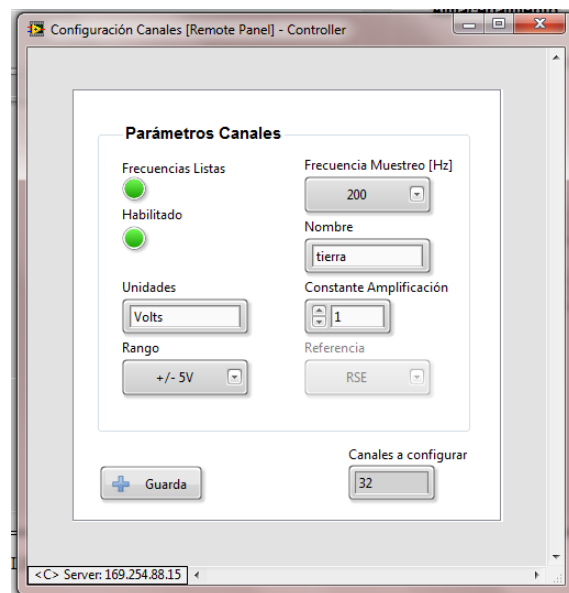 Almacenamiento
Configuración Canales [Remote Panel] - Controller
Parámetros Canales
Frecuencias Listas
Frecuencia Muestreo [Hz]
200
Habilitado
Nombre
tierra
Unidades
Constante Amplificación
Volts
1
Rango
Referencia
+/- 5V
RSE
Canales a configurar
Guarda
32
<C> Server: 169.254.88.15